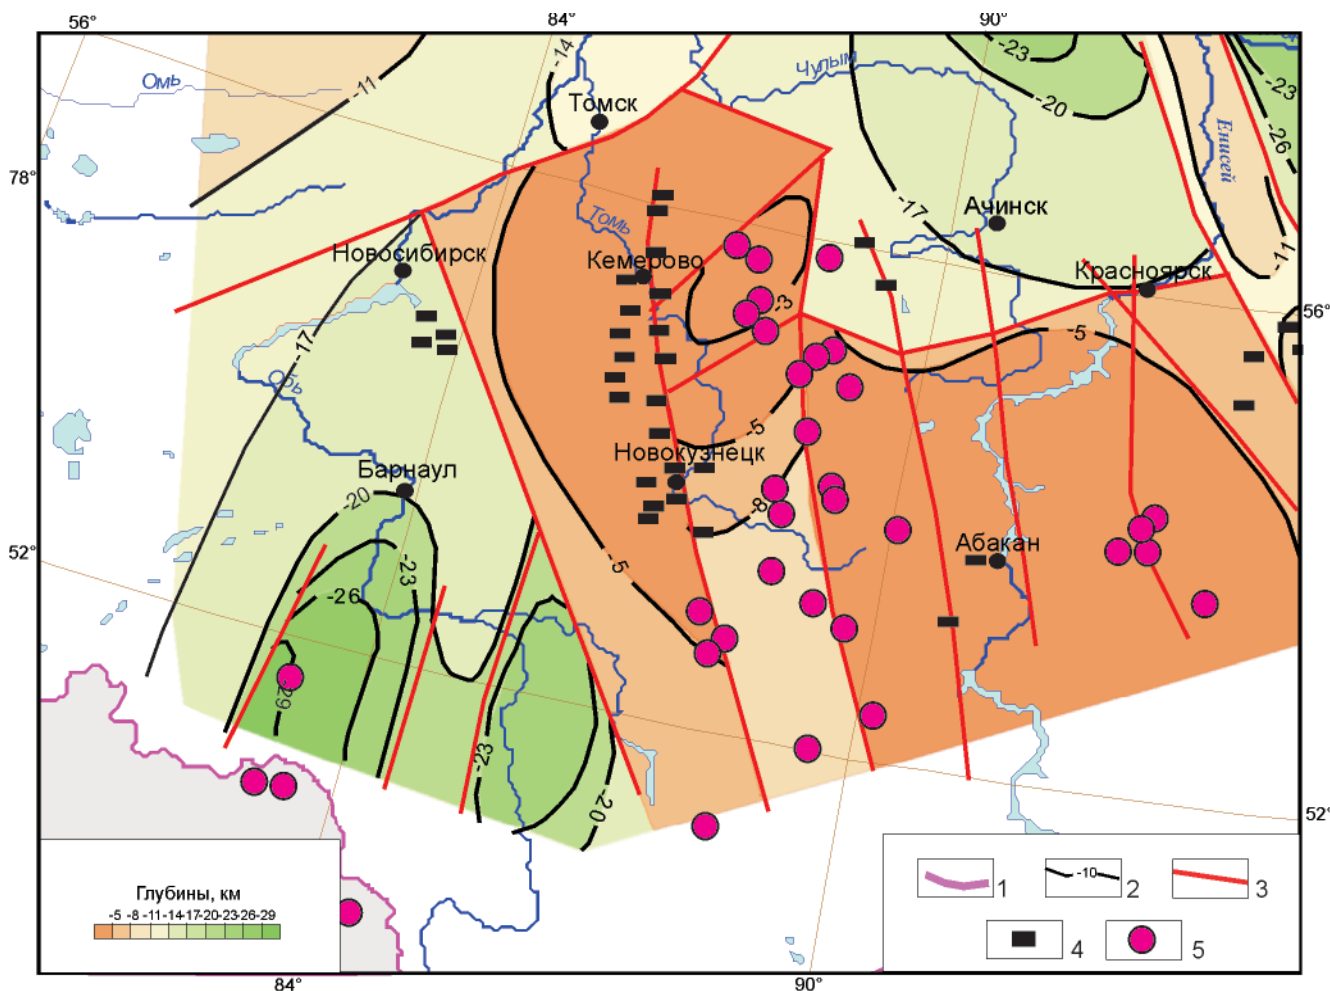 56°
84°
90°
-14
-23
-23
Омь
-11
Чулым
-20
Томск
-26
Енисей
78°
-17
Ачинск
Томь
Новосибирск
Кемерово
Красноярск
-11
-3
56°
-17
-5
Обь
-5
Новокузнецк
Барнаул
-20
-8
52°
Абакан
-23
-5
-26
-29
-23
-20
52°
Глубины, км
-5 -8 -11 -14 -17 -20 -23 -26 -29
1
-10
2
3
4
5
84°
90°